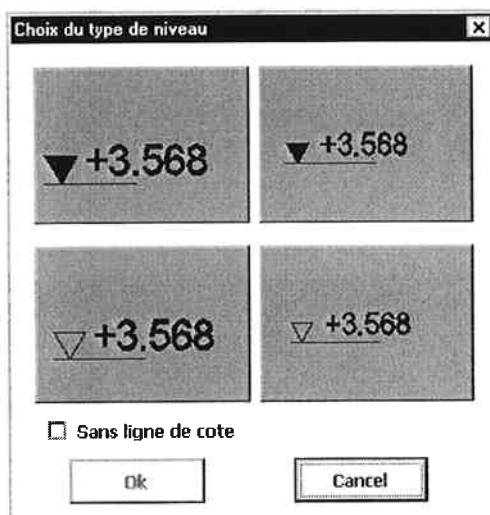 Choix du type de niveau
+3.568
+3.568
+3.568
+3.568
Sans ligne de cote
Ok
Cancel